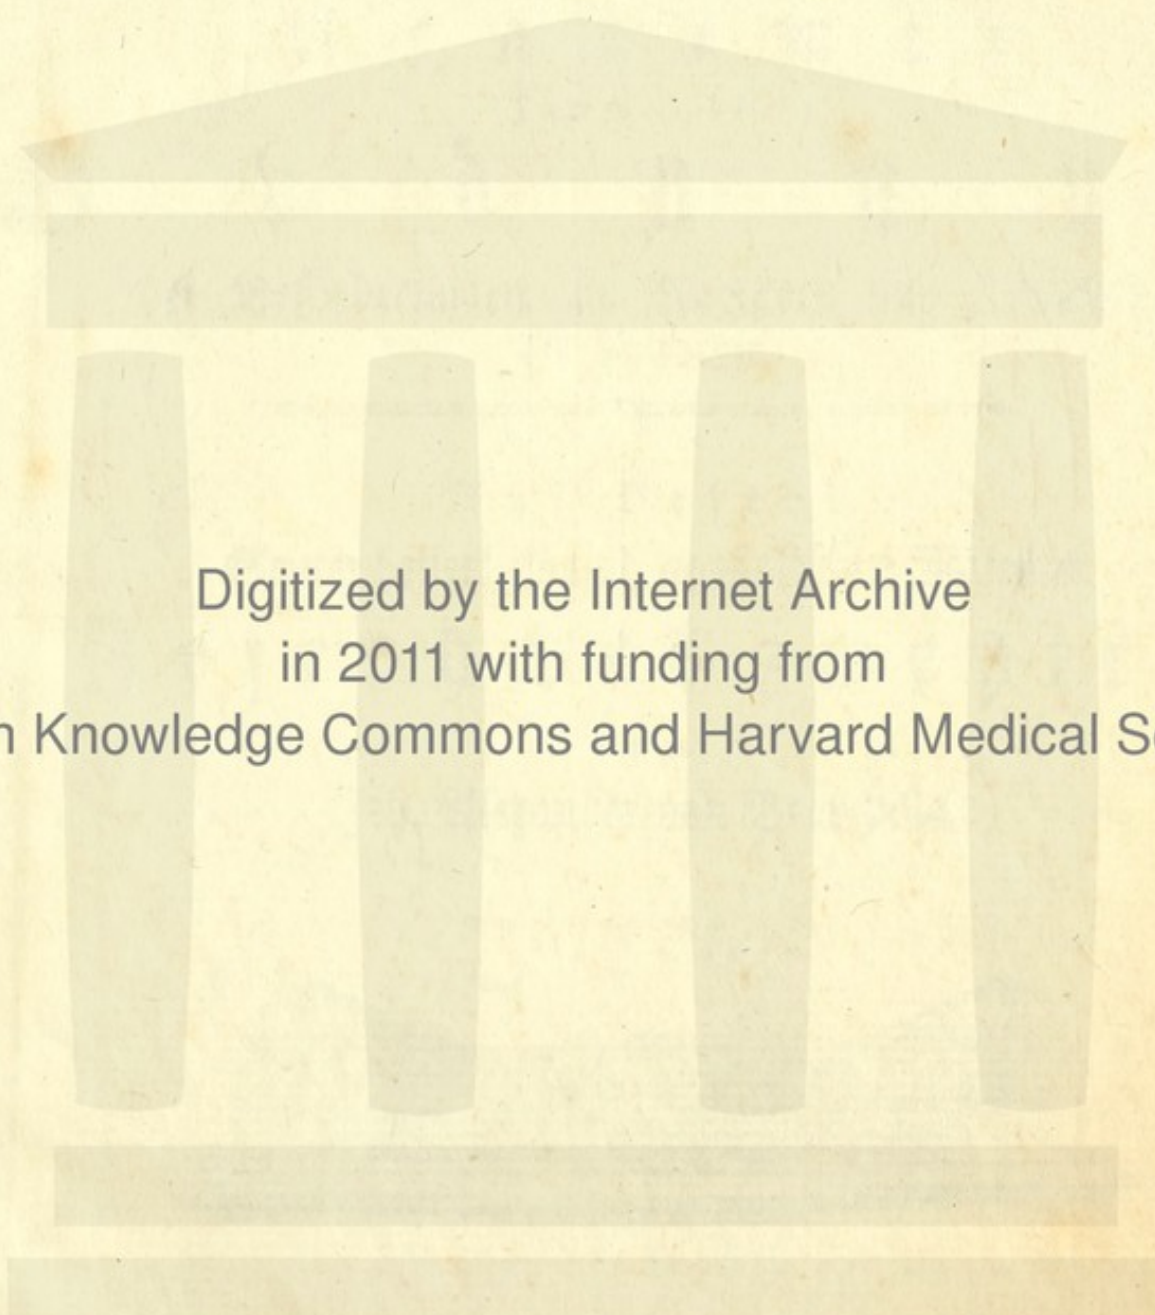 Digitized by the Internet Archive
in 2011 with funding from
Knowledge Commons and Harvard Medical